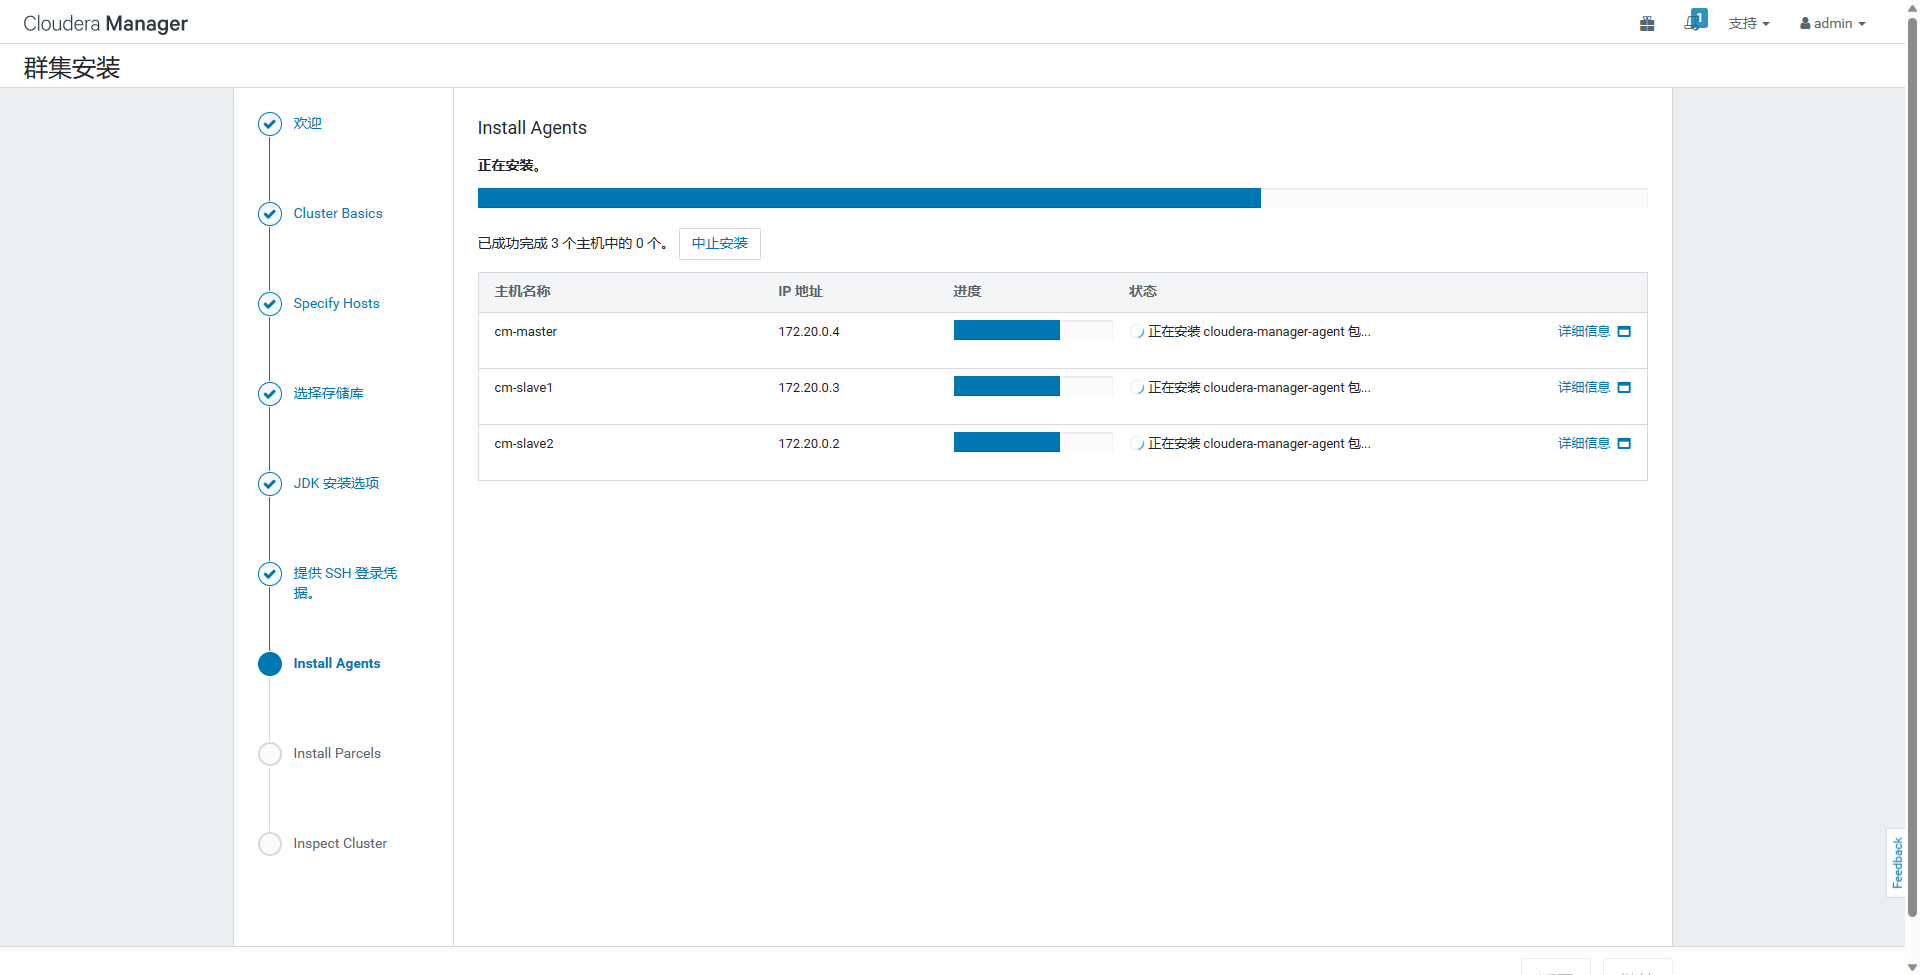 Cloudera Manager
1
支持
admin
群集安装
欢迎
Cluster Basics
Specify Hosts
选择存储库
JDK 安装选项
提供 SSH 登录凭
据。
Install Agents
Install Parcels
Inspect Cluster
Install Agents
正在安装。
已成功完成 3 个主机中的 0 个。 中止安装
主机名称 IP 地址 进度 状态
cm-master 172.20.0.4 正在安装 cloudera-manager-agent 包... 详细信息
cm-slave1 172.20.0.3 正在安装 cloudera-manager-agent 包... 详细信息
cm-slave2 172.20.0.2 正在安装 cloudera-manager-agent 包... 详细信息
Feedback